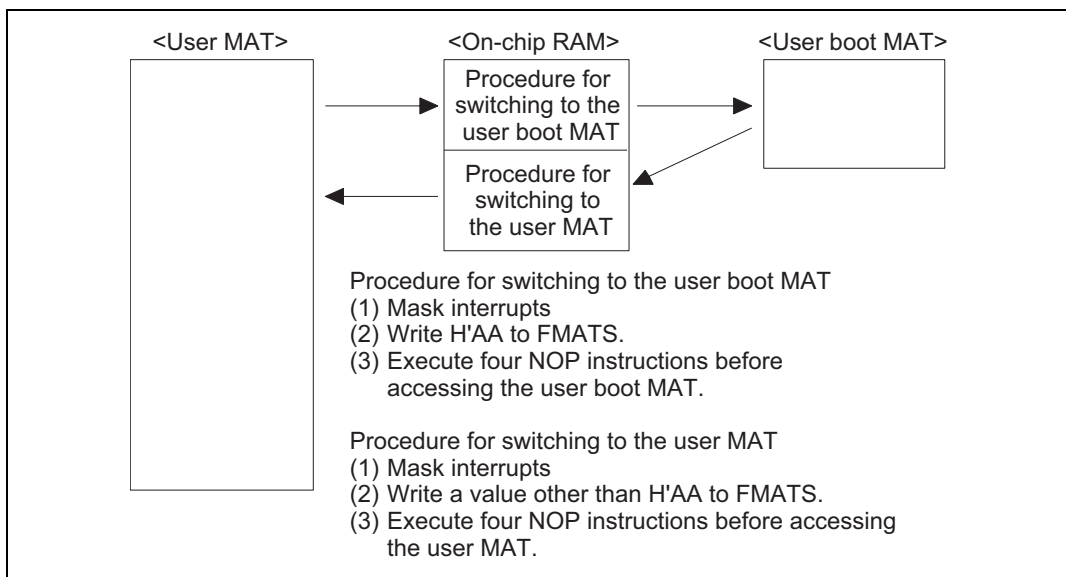 <User MAT>
<On-chip RAM>
<User boot MAT>
Procedure for
switching to the
user boot MAT
Procedure for
switching to
the user MAT
Procedure for switching to the user boot MAT
(1) Mask interrupts
(2) Write H'AA to FMATS.
(3) Execute four NOP instructions before
accessing the user boot MAT.
Procedure for switching to the user MAT
(1) Mask interrupts
(2) Write a value other than H'AA to FMATS.
(3) Execute four NOP instructions before accessing
the user MAT.